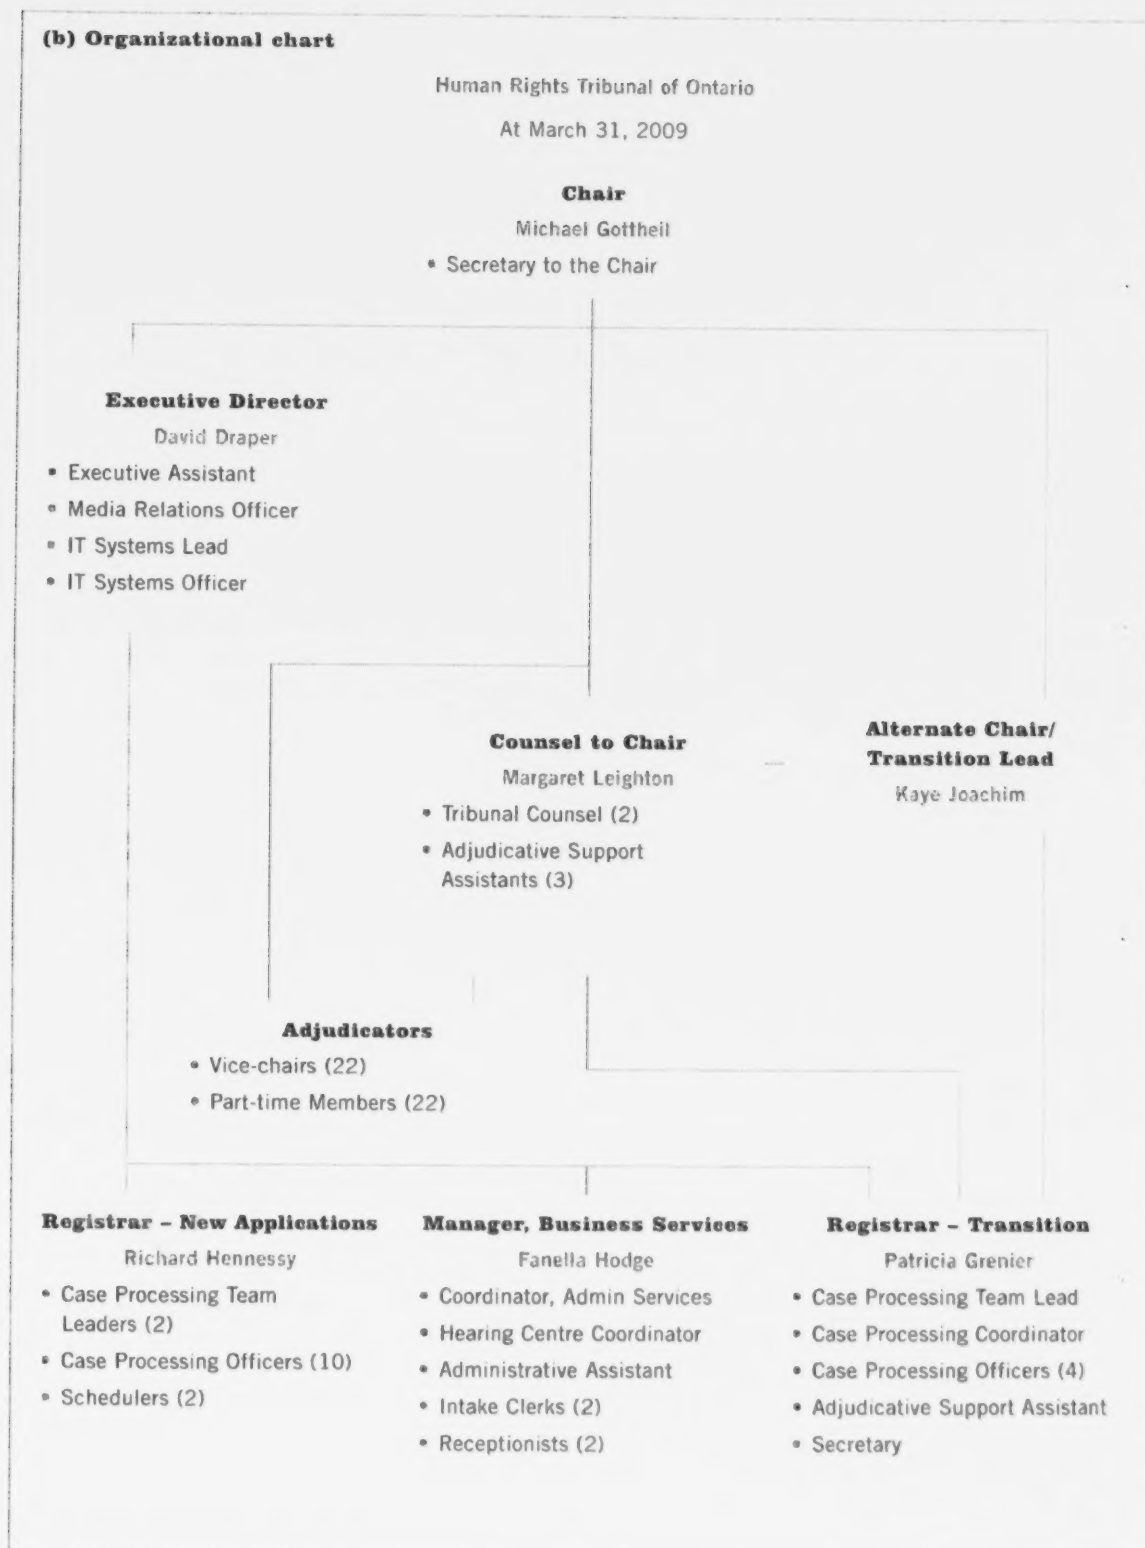 (b) Organizational chart
Human Rights Tribunal of Ontario
At March 31, 2009
Chair
Michael Gottheil
• Secretary to the Chair
Executive Director
David Draper
• Executive Assistant
• Media Relations Officer
• IT Systems Lead
• IT Systems Officer
Counsel to Chair
Margaret Leighton
• Tribunal Counsel (2)
• Adjudicative Support
Assistants (3)
Alternate Chair/
Transition Lead
Kaye Joachim
Adjudicators
• Vice-chairs (22)
• Part-time Members (22)
Registrar – New Applications
Richard Hennessy
• Case Processing Team
Leaders (2)
• Case Processing Officers (10)
• Schedulers (2)
Manager, Business Services
Fanella Hodge
• Coordinator, Admin Services
• Hearing Centre Coordinator
• Administrative Assistant
• Intake Clerks (2)
• Receptionists (2)
Registrar – Transition
Patricia Grenier
• Case Processing Team Lead
• Case Processing Coordinator
• Case Processing Officers (4)
• Adjudicative Support Assistant
• Secretary